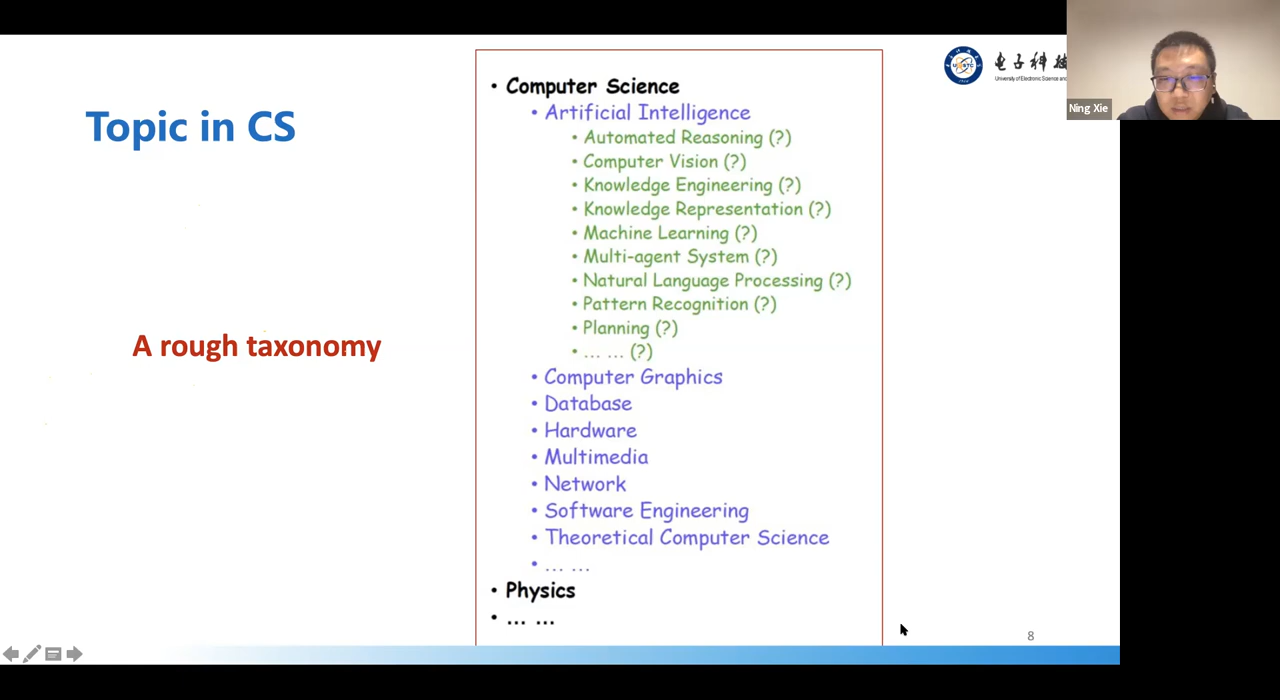 Topic in CS
A rough taxonomy
• Computer Science
• Artificial Intelligence
• Automated Reasoning (?)
• Computer Vision (?)
• Knowledge Engineering (?)
• Knowledge Representation (?)
• Machine Learning (?)
• Multi-agent System (?)
• Natural Language Processing (?)
• Pattern Recognition (?)
• Planning (?)
• ... ... (?)
• Computer Graphics
• Database
• Hardware
• Multimedia
• Network
• Software Engineering
• Theoretical Computer Science
• ... ...
• Physics
• ... ...
电子科技
University of Electronic Science and
Ning Xie
8